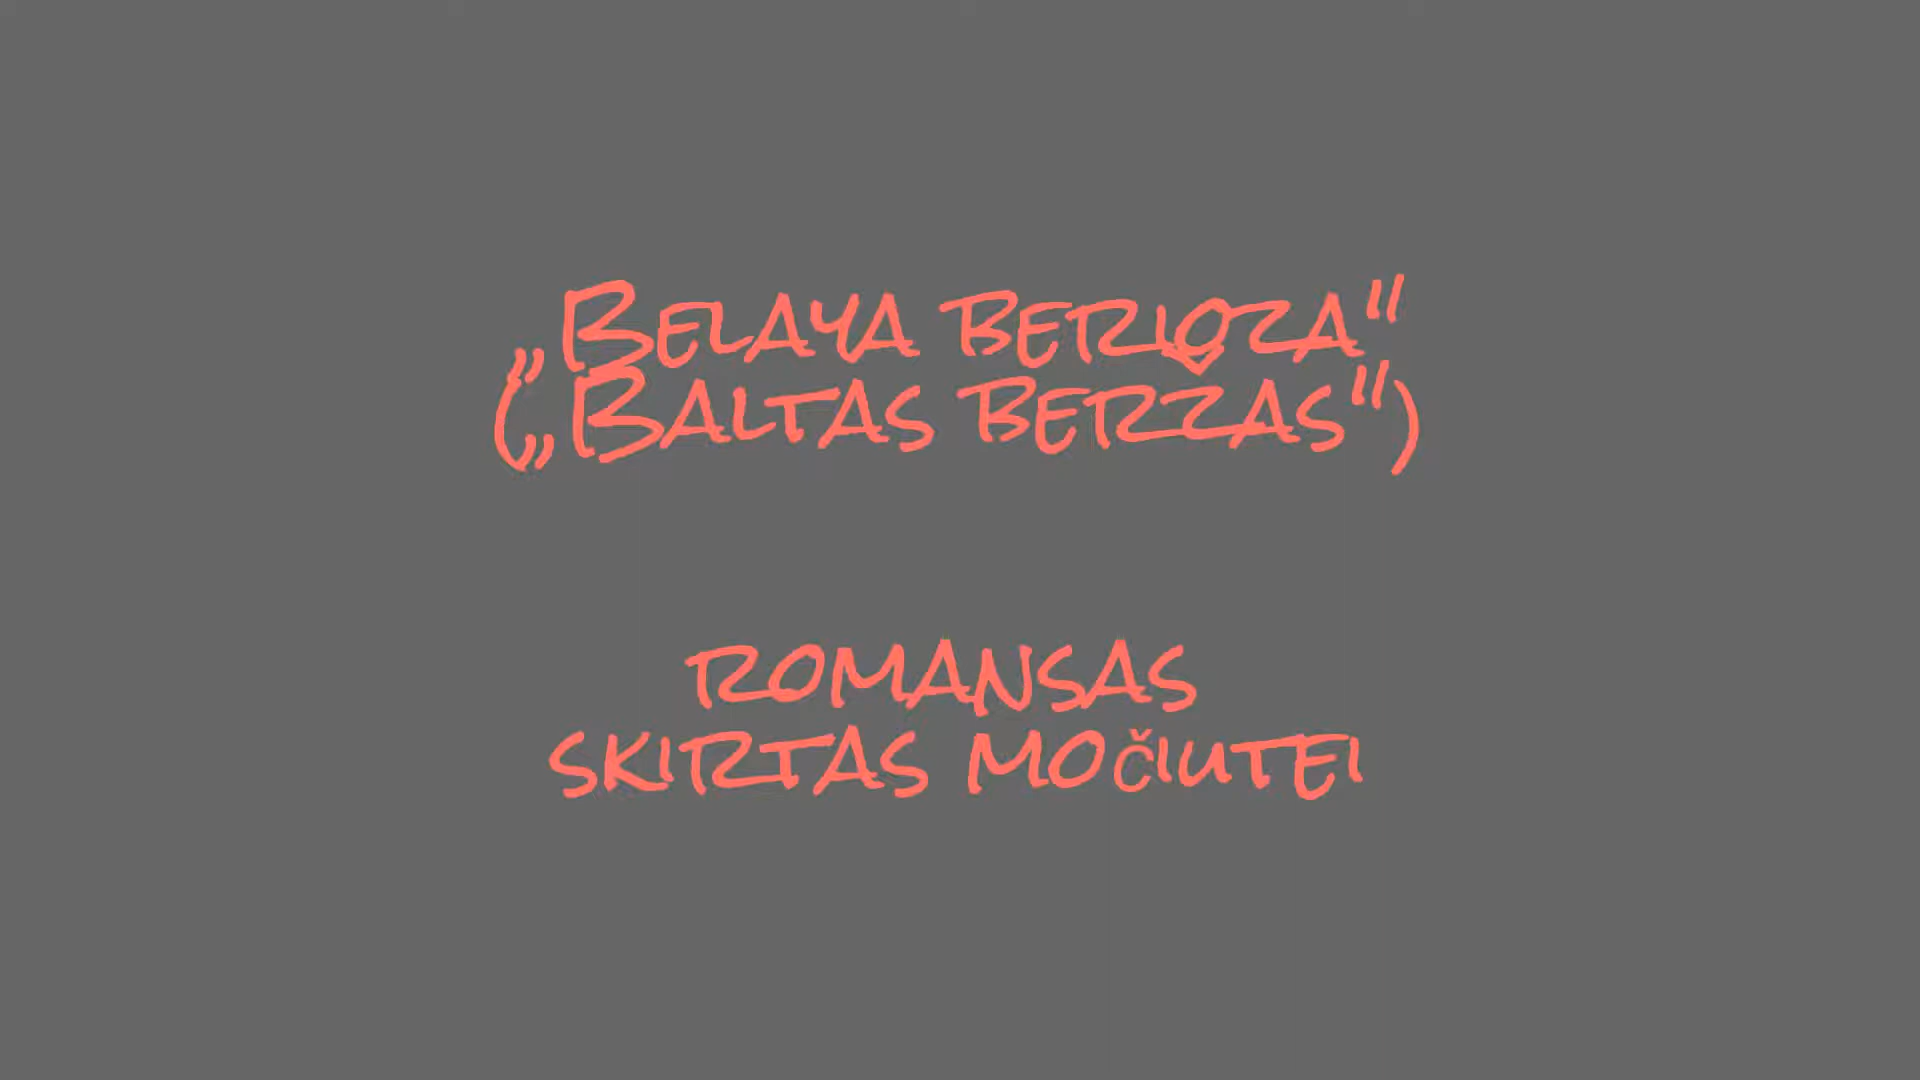 „Belaya berioza“
(„Baltas beržas“)
romansas
skirtas močiutei